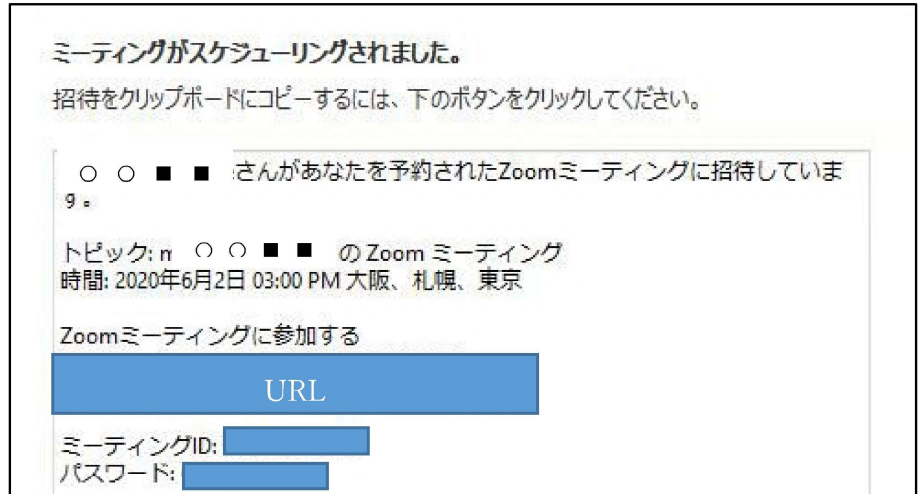 ミーティングがスケジューリングされました。
招待をクリップボードにコピーするには、下のボタンをクリックしてください。
○ ○ ■ ■ さんがあなたを予約されたZoomミーティングに招待していま
す。
トピック: m ○ ○ ■ ■ の Zoom ミーティング
時間: 2020年6月2日 03:00 PM 大阪、札幌、東京
Zoomミーティングに参加する
URL
ミーティングID:
パスワード: